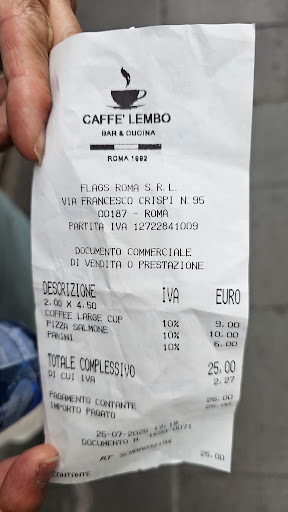 CAFFE' LEMBO
BAR & CUCINA
ROMA 1982
FLAGS ROMA S.R.L.
VIA FRANCESCO CRISPI N.95
00187 - ROMA
PARTITA IVA 12722841009
DOCUMENTO COMMERCIALE
DI VENDITA O PRESTAZIONE
DESCRIZIONE IVA EURO
2.00 X 4.50
COFFEE LARGE CUP 10% 9.00
PIZZA SALMONE 10% 10.00
PANINI 10% 6.00
TOTALE COMPLESSIVO 25,00
DI CUI IVA 2.27
PAGAMENTO CONTANTE 25.00
IMPORTO PAGATO 25.00
DOCUMENTO N.
RT
CONTANTE 25.00